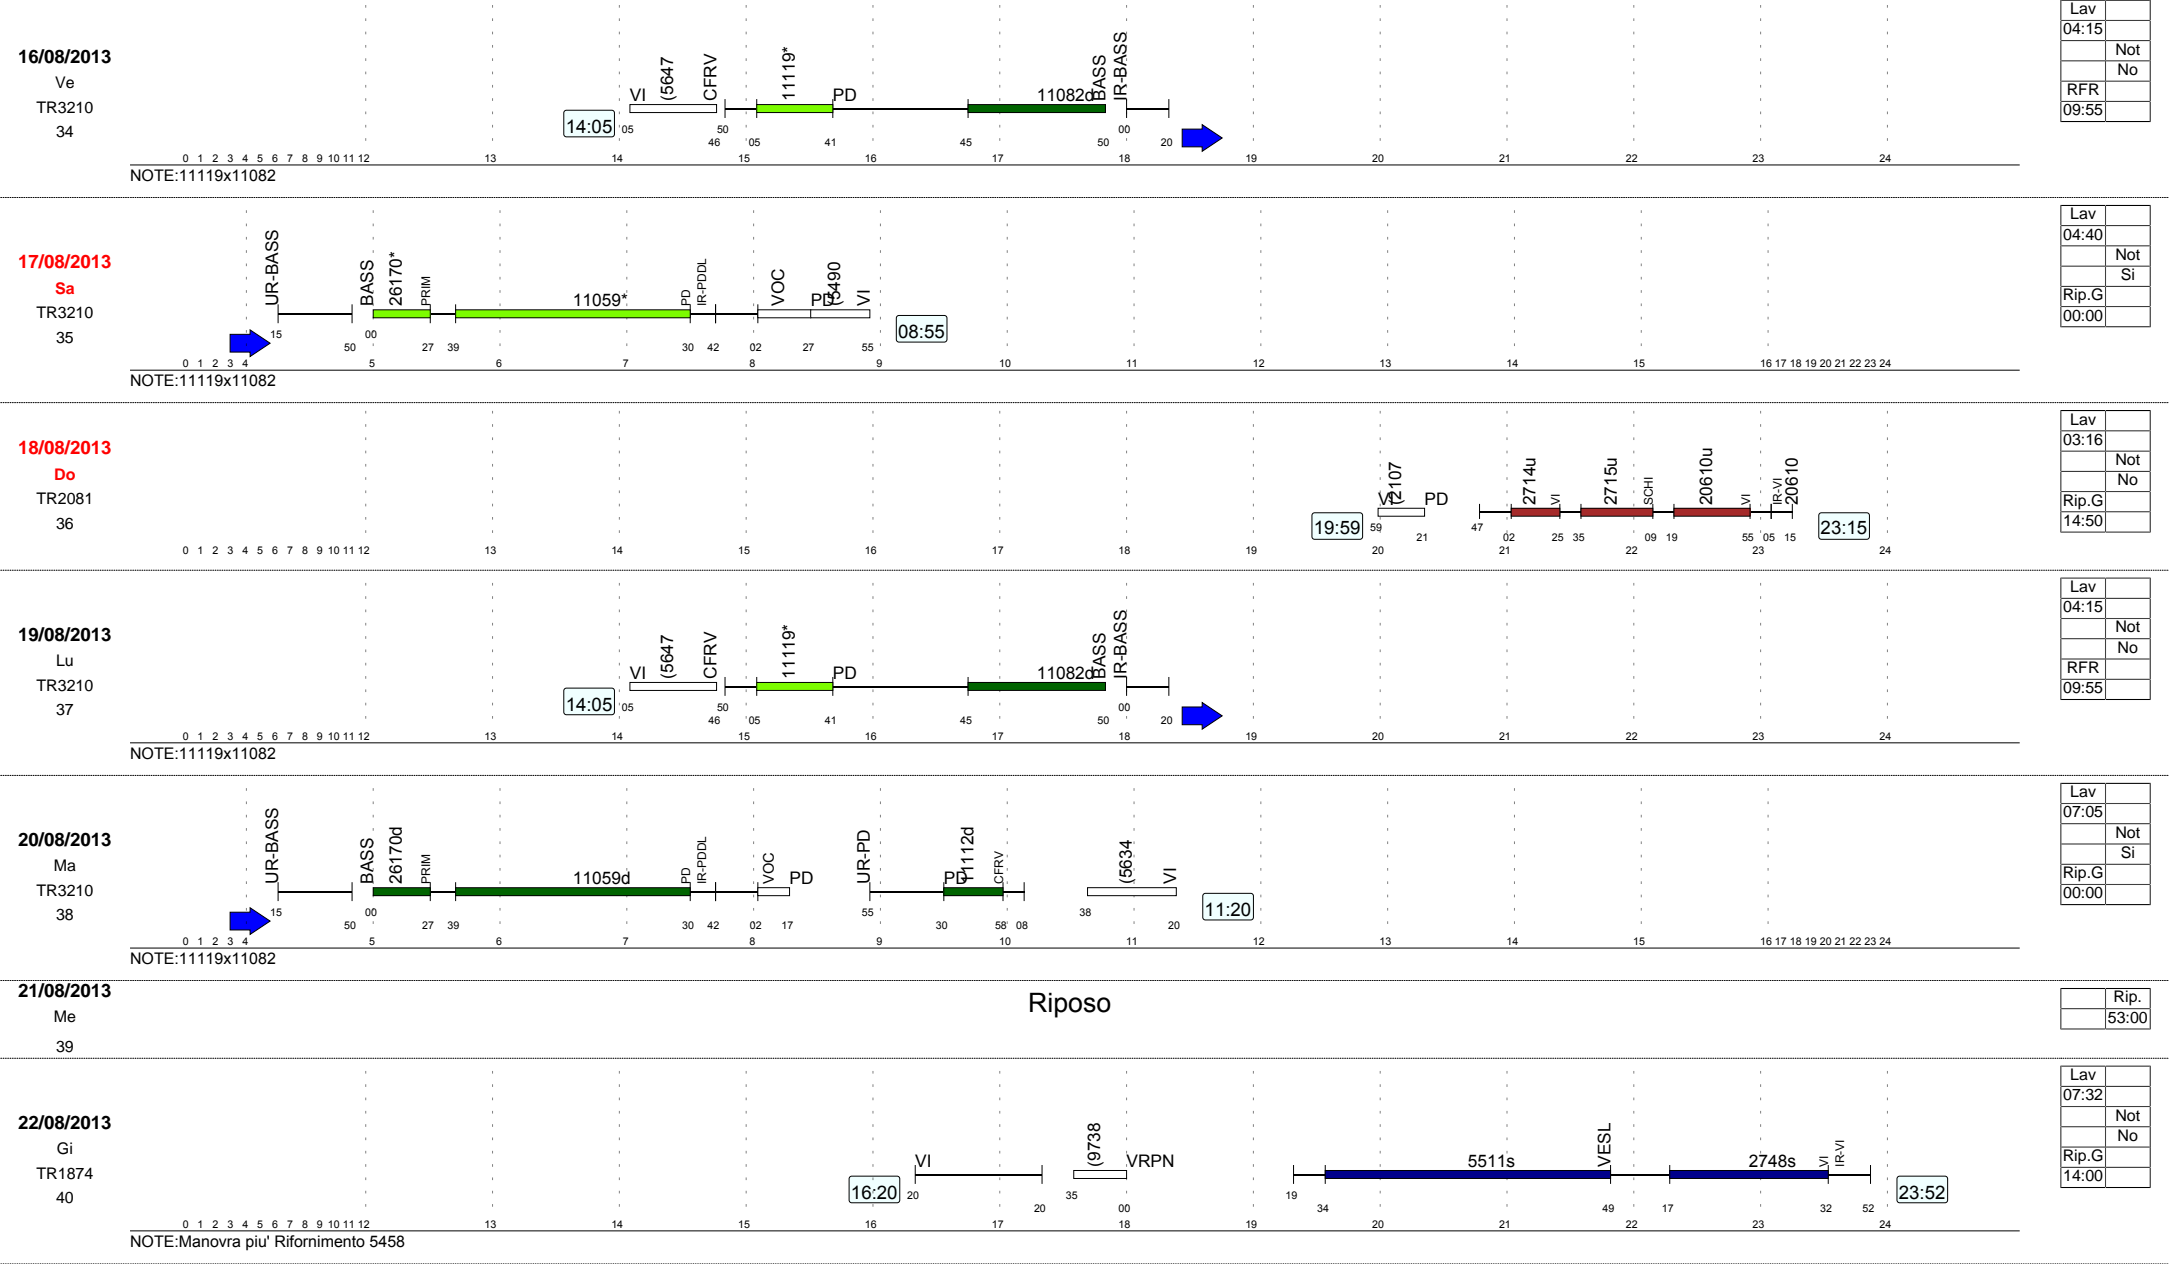 16/08/2013
Ve
TR3210
34
14:05
VI (5647 CFRV 11119* PD 11082d BASS IR-BASS
05 50 00
46 05 41 45 50 20
0 1 2 3 4 5 6 7 8 9 10 11 12 13 14 15 16 17 18 19 20 21 22 23 24
NOTE:11119x11082
Lav
04:15
Not
No
RFR
09:55
17/08/2013
Sa
TR3210
35
UR-BASS BASS 26170* PRIM 11059* PD IR-PDDL VOC PD (5490 VI
08:55
15 00
50 27 39 30 42 02 27 55
0 1 2 3 4 5 6 7 8 9 10 11 12 13 14 15 16 17 18 19 20 21 22 23 24
NOTE:11119x11082
Lav
04:40
Not
Si
Rip.G
00:00
18/08/2013
Do
TR2081
36
19:59
VI (2107 PD 2714u VI 2715u SCHI 20610u VI IR-VI 20610
23:15
59 47
21 02 25 35 09 19 55 05 15
0 1 2 3 4 5 6 7 8 9 10 11 12 13 14 15 16 17 18 19 20 21 22 23 24
Lav
03:16
Not
No
Rip.G
14:50
19/08/2013
Lu
TR3210
37
14:05
VI (5647 CFRV 11119* PD 11082d BASS IR-BASS
05 50 00
46 05 41 45 50 20
0 1 2 3 4 5 6 7 8 9 10 11 12 13 14 15 16 17 18 19 20 21 22 23 24
NOTE:11119x11082
Lav
04:15
Not
No
RFR
09:55
20/08/2013
Ma
TR3210
38
UR-BASS BASS 26170d PRIM 11059d PD IR-PDDL VOC PD UR-PD PD 11112d CFRV (5634 VI
11:20
15 00 55 38
50 27 39 30 42 02 17 30 58 08 20
0 1 2 3 4 5 6 7 8 9 10 11 12 13 14 15 16 17 18 19 20 21 22 23 24
NOTE:11119x11082
Lav
07:05
Not
Si
Rip.G
00:00
21/08/2013
Me
39
Riposo
Rip.
53:00
22/08/2013
Gi
TR1874
40
16:20
VI (9738 VRPN 5511s VESL 2748s VI IR-VI
23:52
20 35 19
20 00 34 49 17 32 52
0 1 2 3 4 5 6 7 8 9 10 11 12 13 14 15 16 17 18 19 20 21 22 23 24
NOTE:Manovra piu' Rifornimento 5458
Lav
07:32
Not
No
Rip.G
14:00